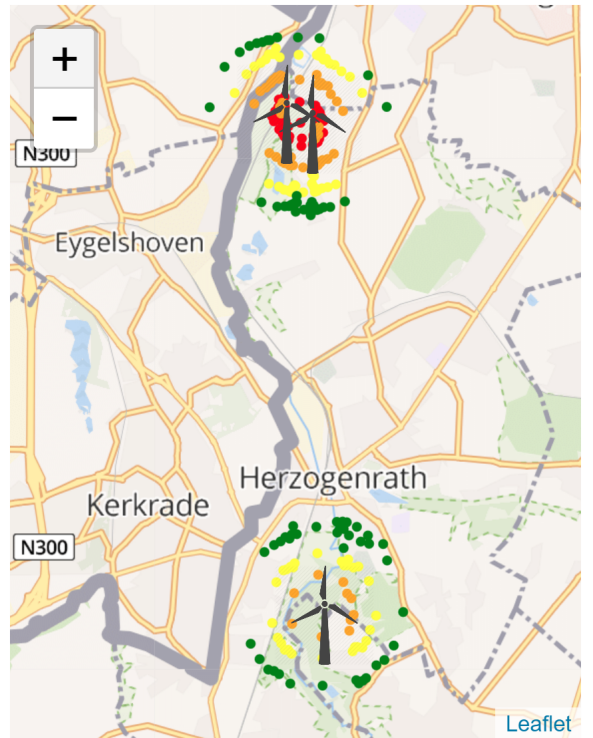 +
−
N300
Eygelshoven
Herzogenrath
Kerkrade
N300
Leaflet